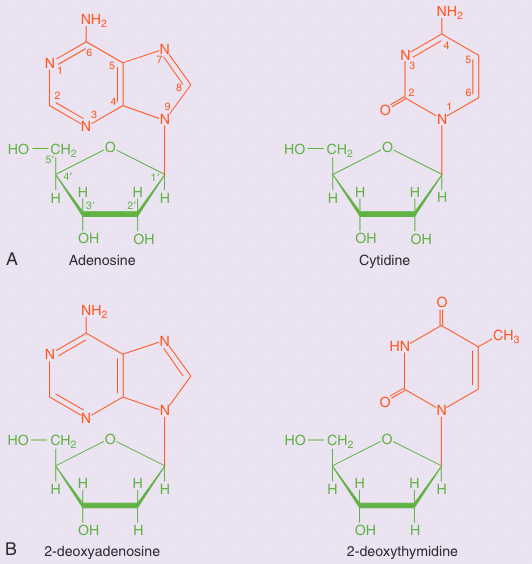 NH₂
NH₂
6
N
1
5
N
7
8
2
N
3
4
9
N
4
N
3
5
2
O
1
N
6
HO—CH₂
5′
O
4′
1′
H
H
3′
H
2′
H
OH
OH
HO—CH₂
O
H
H
H
H
OH
OH
A
Adenosine
Cytidine
NH₂
N
N
N
N
O
HN
CH₃
O
N
HO—CH₂
O
H
H
H
H
OH
H
HO—CH₂
O
H
H
H
H
OH
H
B
2-deoxyadenosine
2-deoxythymidine